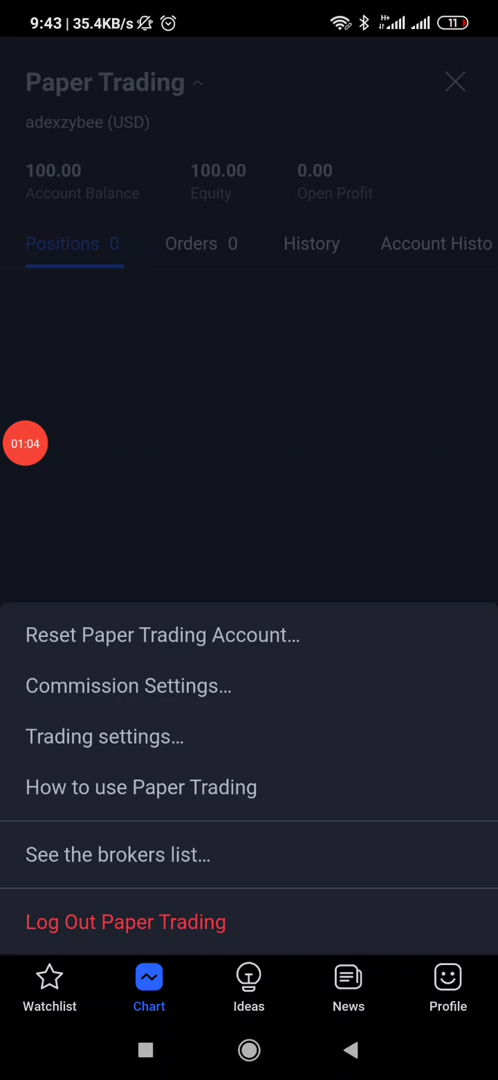 9:43 | 35.4KB/s H+ 11
Paper Trading
adexzybee (USD)
100.00 100.00 0.00
Account Balance Equity Open Profit
Positions 0 Orders 0 History Account Histo
01:04
Reset Paper Trading Account...
Commission Settings...
Trading settings...
How to use Paper Trading
See the brokers list...
Log Out Paper Trading
Watchlist Chart Ideas News Profile